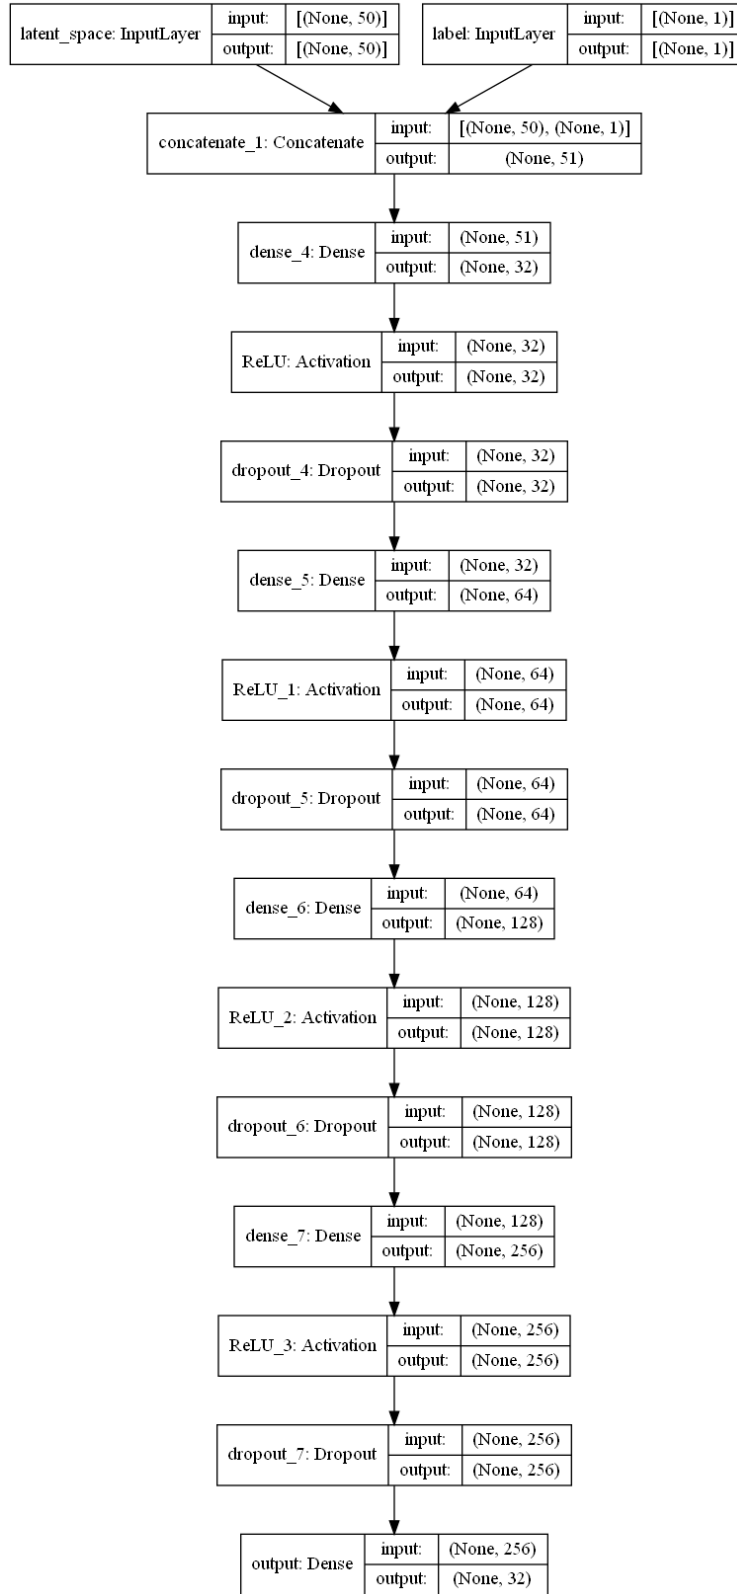 latent_space: InputLayer input: [(None, 50)]
output: [(None, 50)]
label: InputLayer input: [(None, 1)]
output: [(None, 1)]
concatenate_1: Concatenate input: [(None, 50), (None, 1)]
output: (None, 51)
dense_4: Dense input: (None, 51)
output: (None, 32)
ReLU: Activation input: (None, 32)
output: (None, 32)
dropout_4: Dropout input: (None, 32)
output: (None, 32)
dense_5: Dense input: (None, 32)
output: (None, 64)
ReLU_1: Activation input: (None, 64)
output: (None, 64)
dropout_5: Dropout input: (None, 64)
output: (None, 64)
dense_6: Dense input: (None, 64)
output: (None, 128)
ReLU_2: Activation input: (None, 128)
output: (None, 128)
dropout_6: Dropout input: (None, 128)
output: (None, 128)
dense_7: Dense input: (None, 128)
output: (None, 256)
ReLU_3: Activation input: (None, 256)
output: (None, 256)
dropout_7: Dropout input: (None, 256)
output: (None, 256)
output: Dense input: (None, 256)
output: (None, 32)